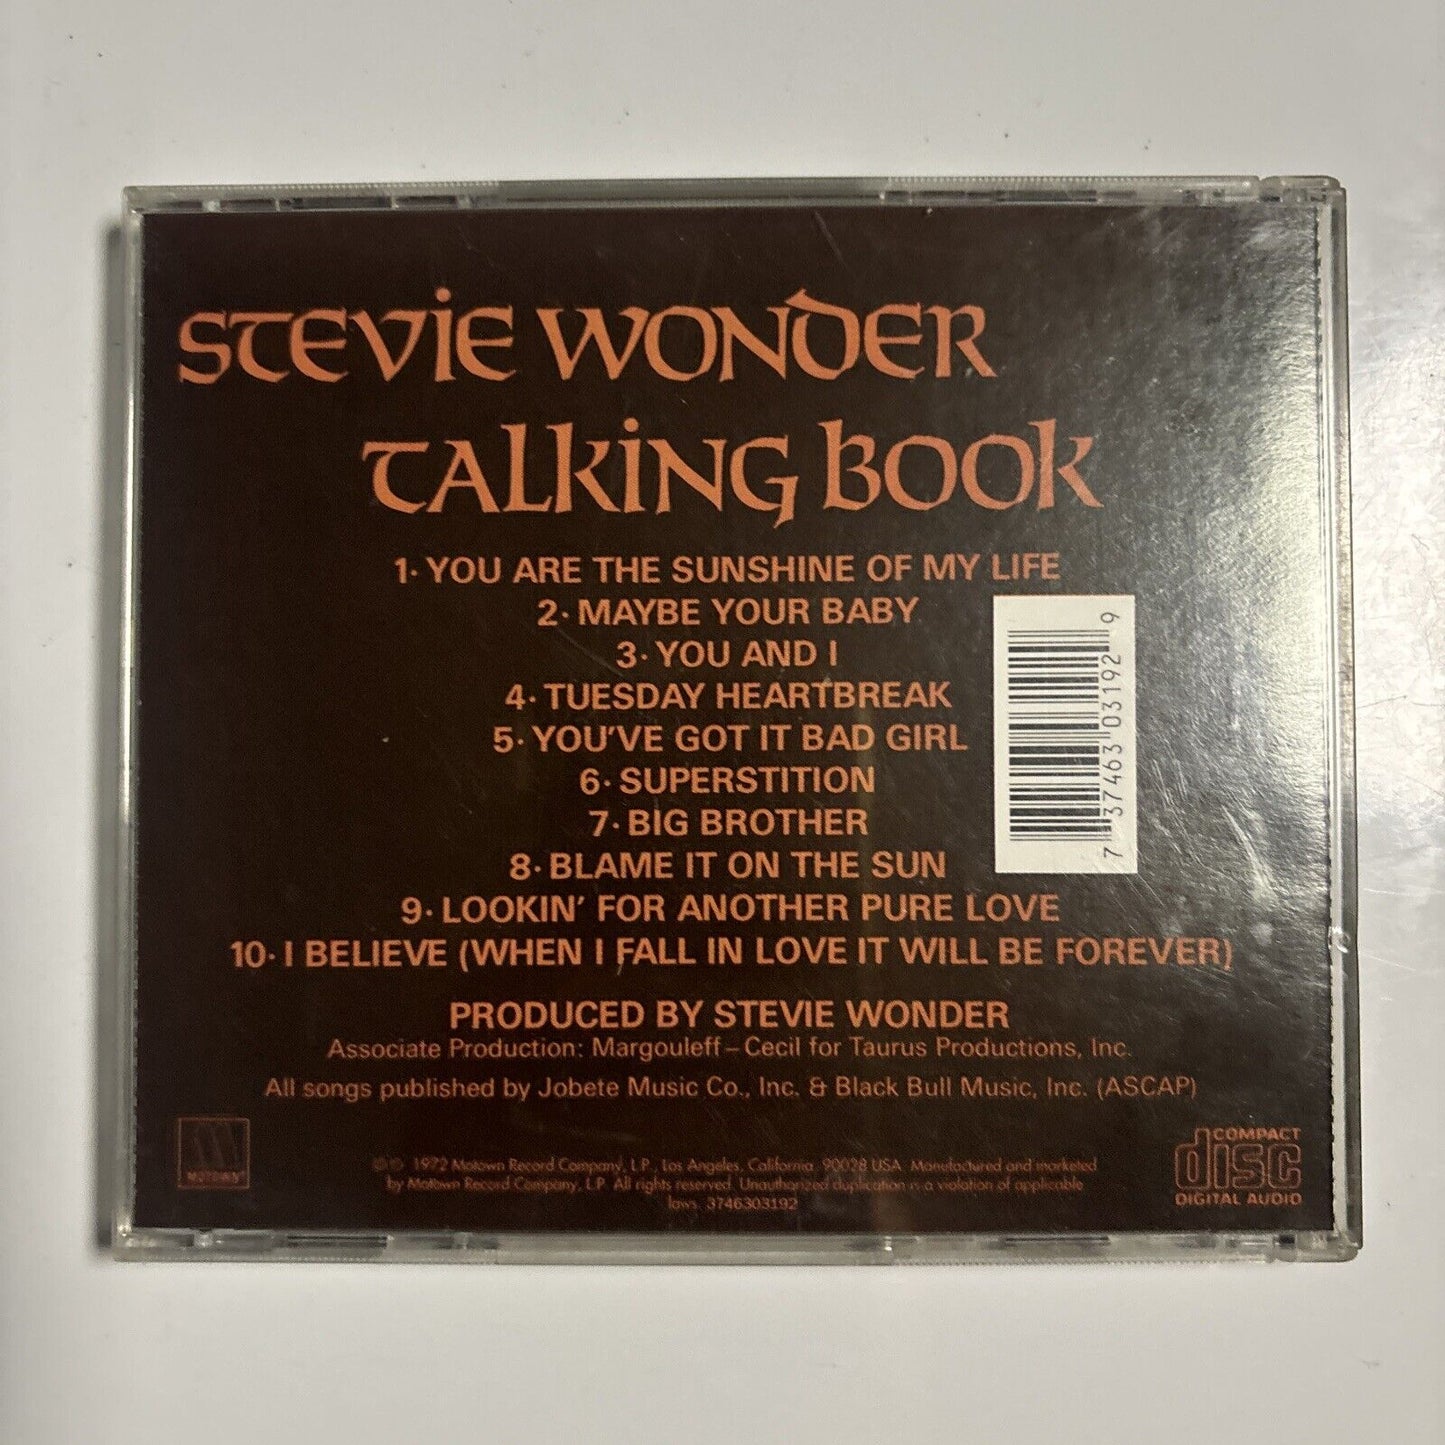 STEVIE WONDER
TALKING BOOK
1· YOU ARE THE SUNSHINE OF MY LIFE
2· MAYBE YOUR BABY
3· YOU AND I
4· TUESDAY HEARTBREAK
5· YOU'VE GOT IT BAD GIRL
6· SUPERSTITION
7· BIG BROTHER
8· BLAME IT ON THE SUN
9· LOOKIN' FOR ANOTHER PURE LOVE
10· I BELIEVE (WHEN I FALL IN LOVE IT WILL BE FOREVER)
7 37463 03192 9
PRODUCED BY STEVIE WONDER
Associate Production: Margouleff – Cecil for Taurus Productions, Inc.
All songs published by Jobete Music Co., Inc. & Black Bull Music, Inc. (ASCAP)
MOTOWN
©℗ 1972 Motown Record Company, L.P., Los Angeles, California 90028 USA. Manufactured and marketed
by Motown Record Company, L.P. All rights reserved. Unauthorized duplication is a violation of applicable
laws. 3746303192
COMPACT
disc
DIGITAL AUDIO